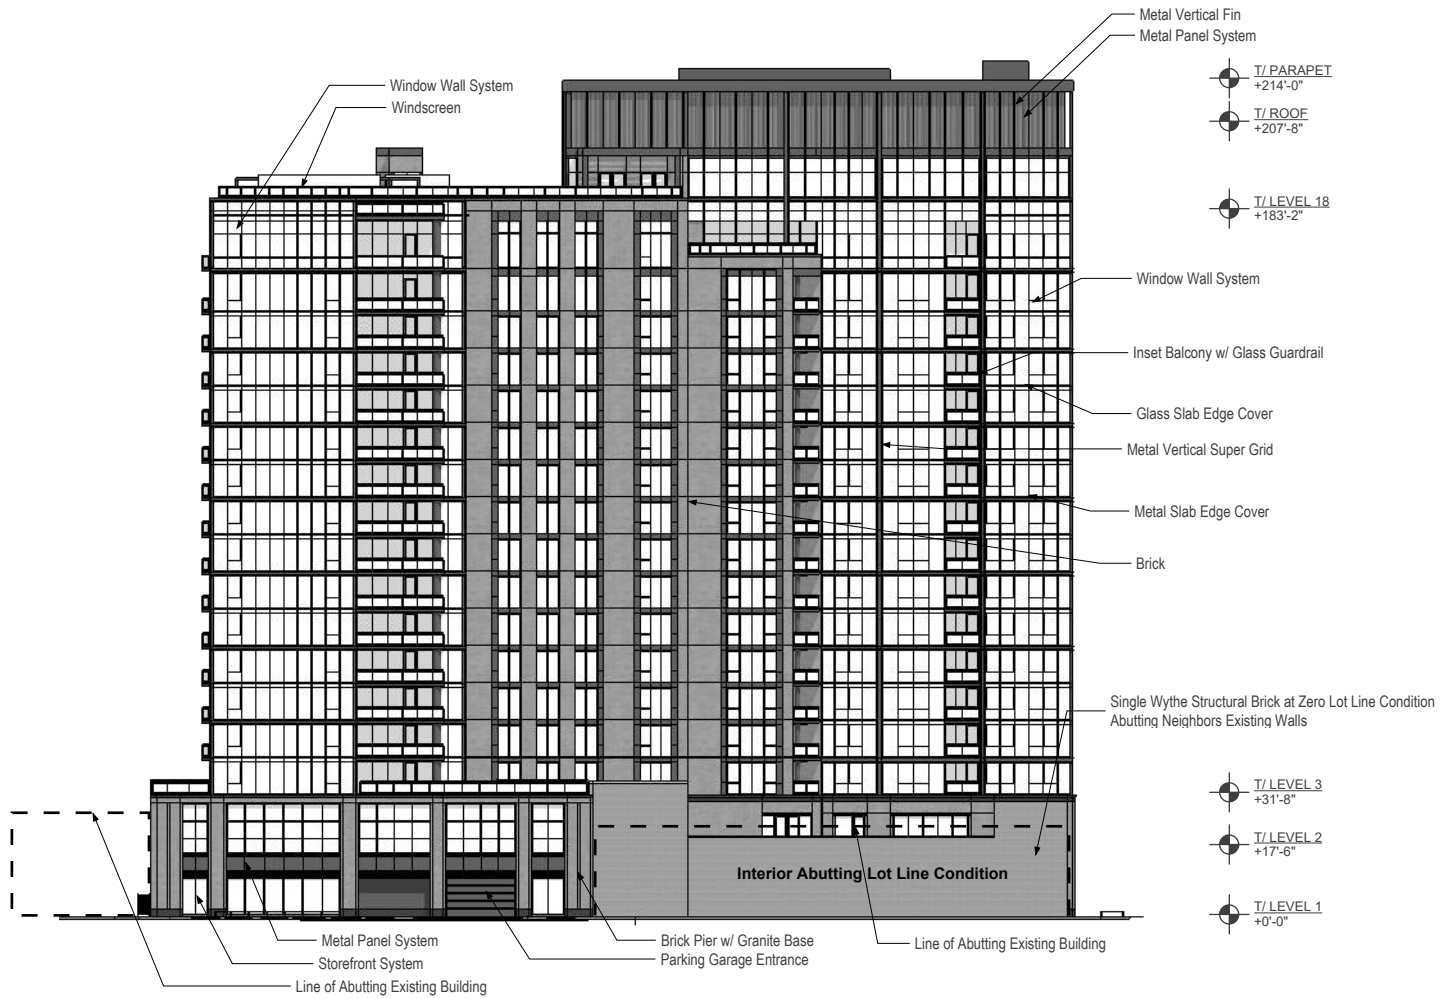 Metal Vertical Fin
Metal Panel System
T/ PARAPET
+214'-0"
Window Wall System
Windscreen
T/ ROOF
+207'-8"
T/ LEVEL 18
+183'-2"
Window Wall System
Inset Balcony w/ Glass Guardrail
Glass Slab Edge Cover
Metal Vertical Super Grid
Metal Slab Edge Cover
Brick
Single Wythe Structural Brick at Zero Lot Line Condition
Abutting Neighbors Existing Walls
T/ LEVEL 3
+31'-8"
T/ LEVEL 2
+17'-6"
Interior Abutting Lot Line Condition
T/ LEVEL 1
+0'-0"
Metal Panel System
Storefront System
Line of Abutting Existing Building
Brick Pier w/ Granite Base
Parking Garage Entrance
Line of Abutting Existing Building